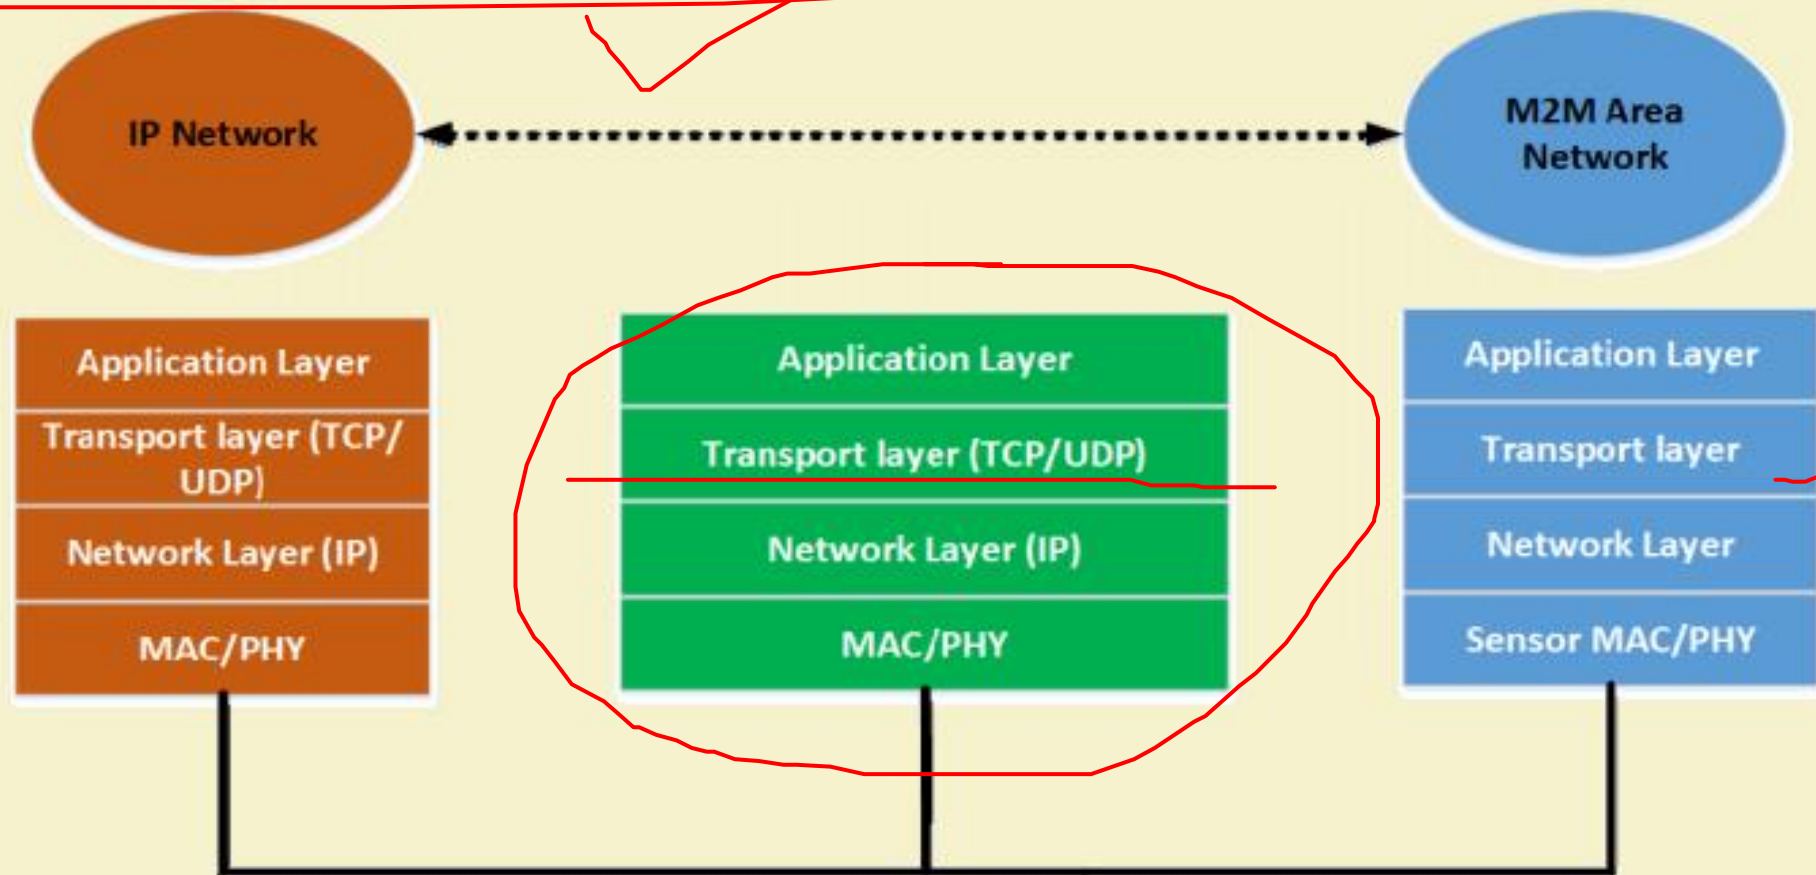 IP Network
M2M Area
Network
Application Layer
Transport layer (TCP/
UDP)
Network Layer (IP)
MAC/PHY
Application Layer
Transport layer (TCP/UDP)
Network Layer (IP)
MAC/PHY
Application Layer
Transport layer
Network Layer
Sensor MAC/PHY